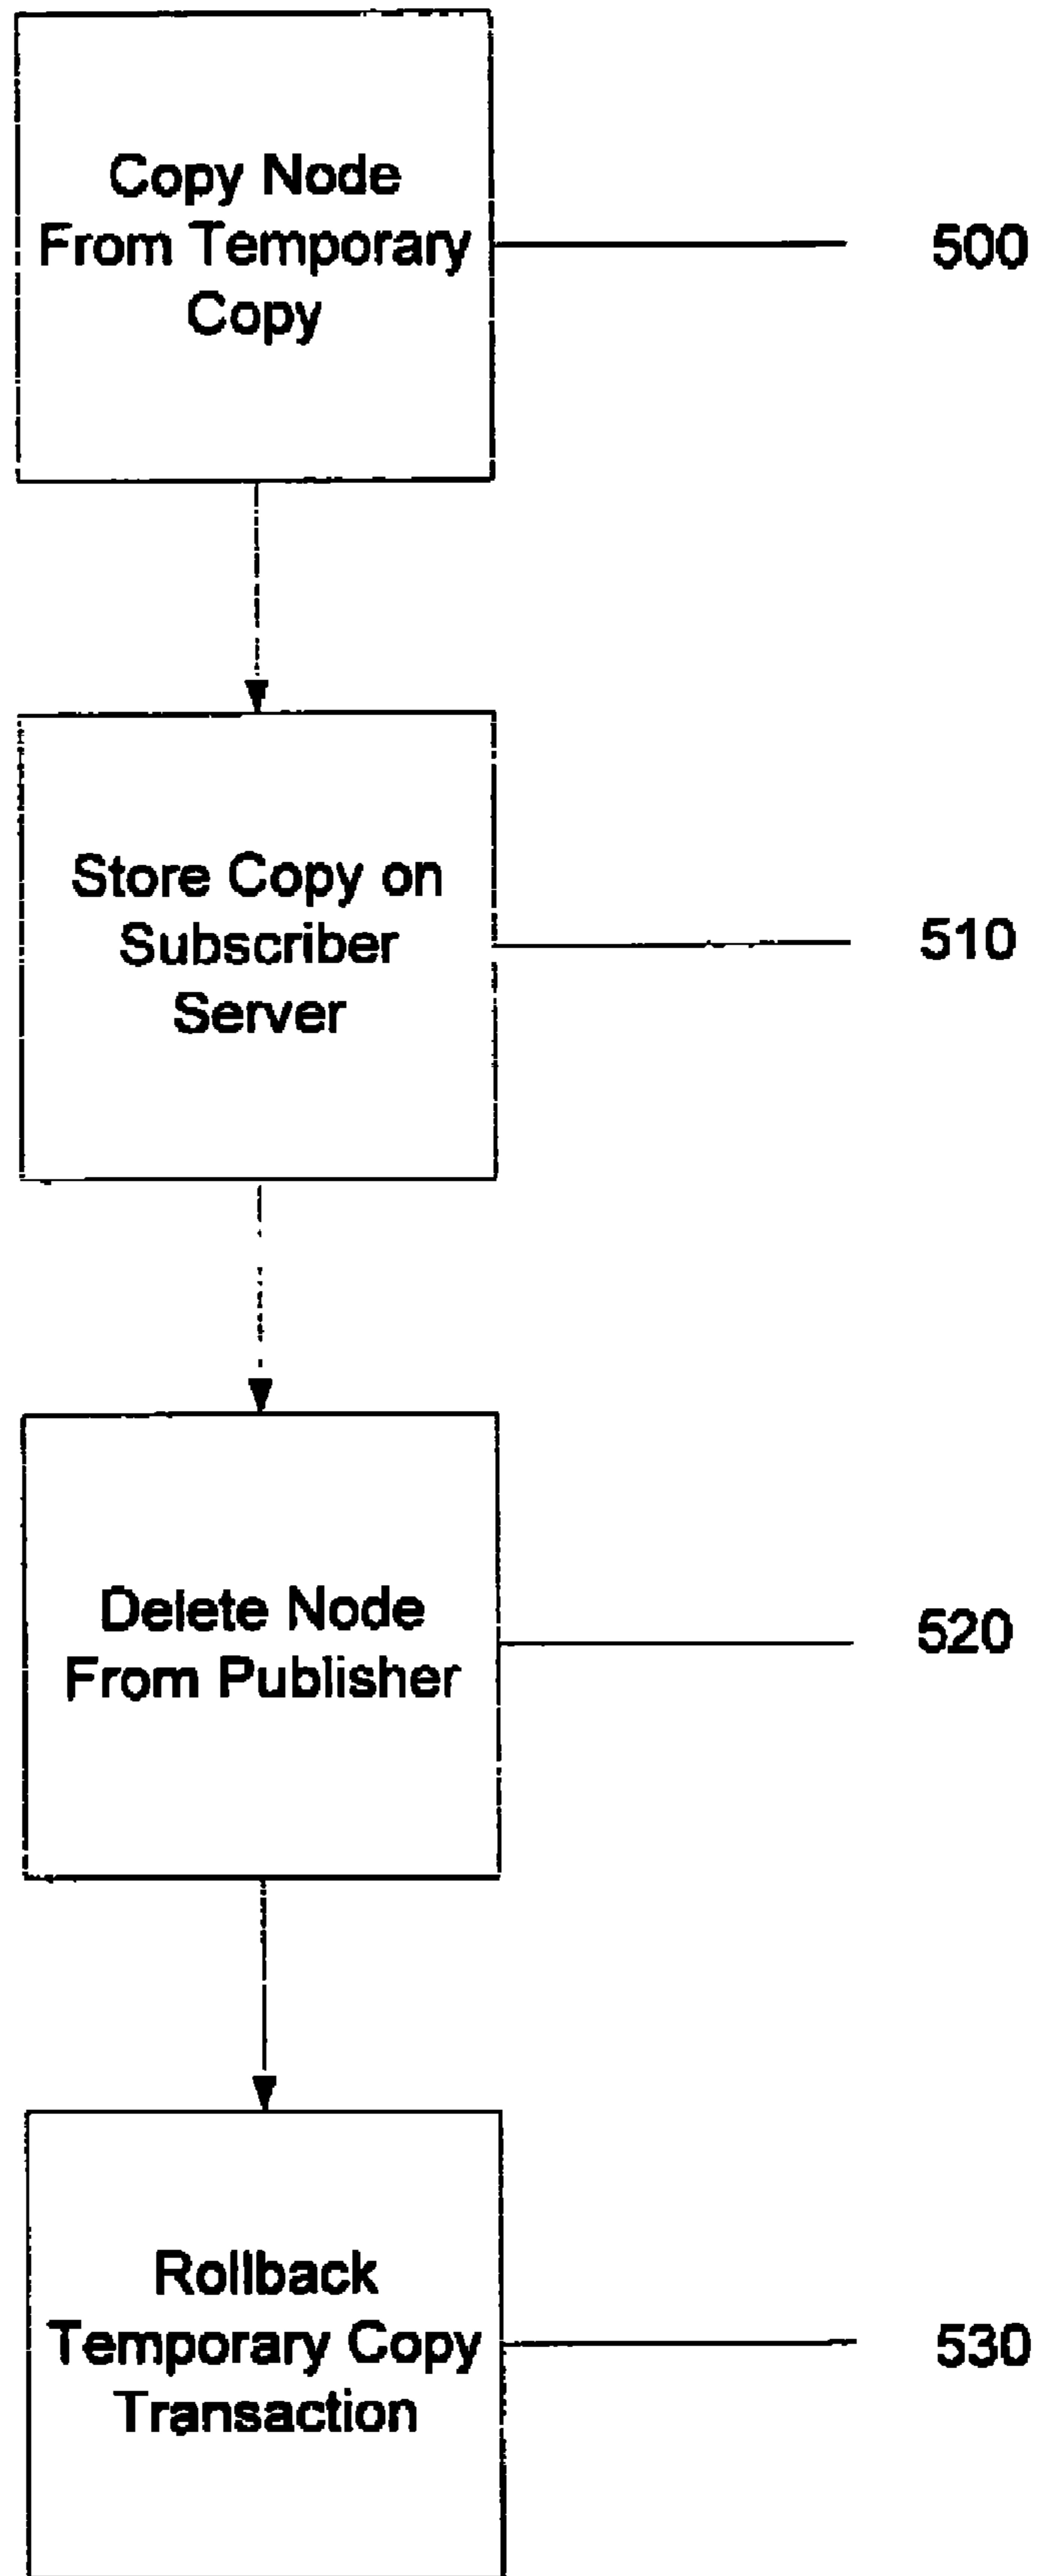 Copy Node
From Temporary
Copy
500
Store Copy on
Subscriber
Server
510
Delete Node
From Publisher
520
Rollback
Temporary Copy
Transaction
530